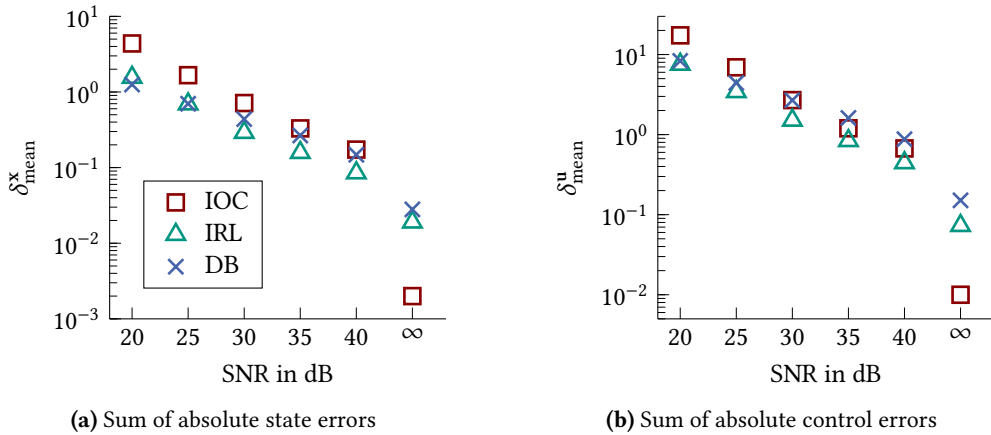 10^1
10^0
10^{-1}
10^{-2}
10^{-3}
δ^x_mean
IOC
IRL
DB
20 25 30 35 40 ∞
SNR in dB
(a) Sum of absolute state errors
10^1
10^0
10^{-1}
10^{-2}
δ^u_mean
20 25 30 35 40 ∞
SNR in dB
(b) Sum of absolute control errors